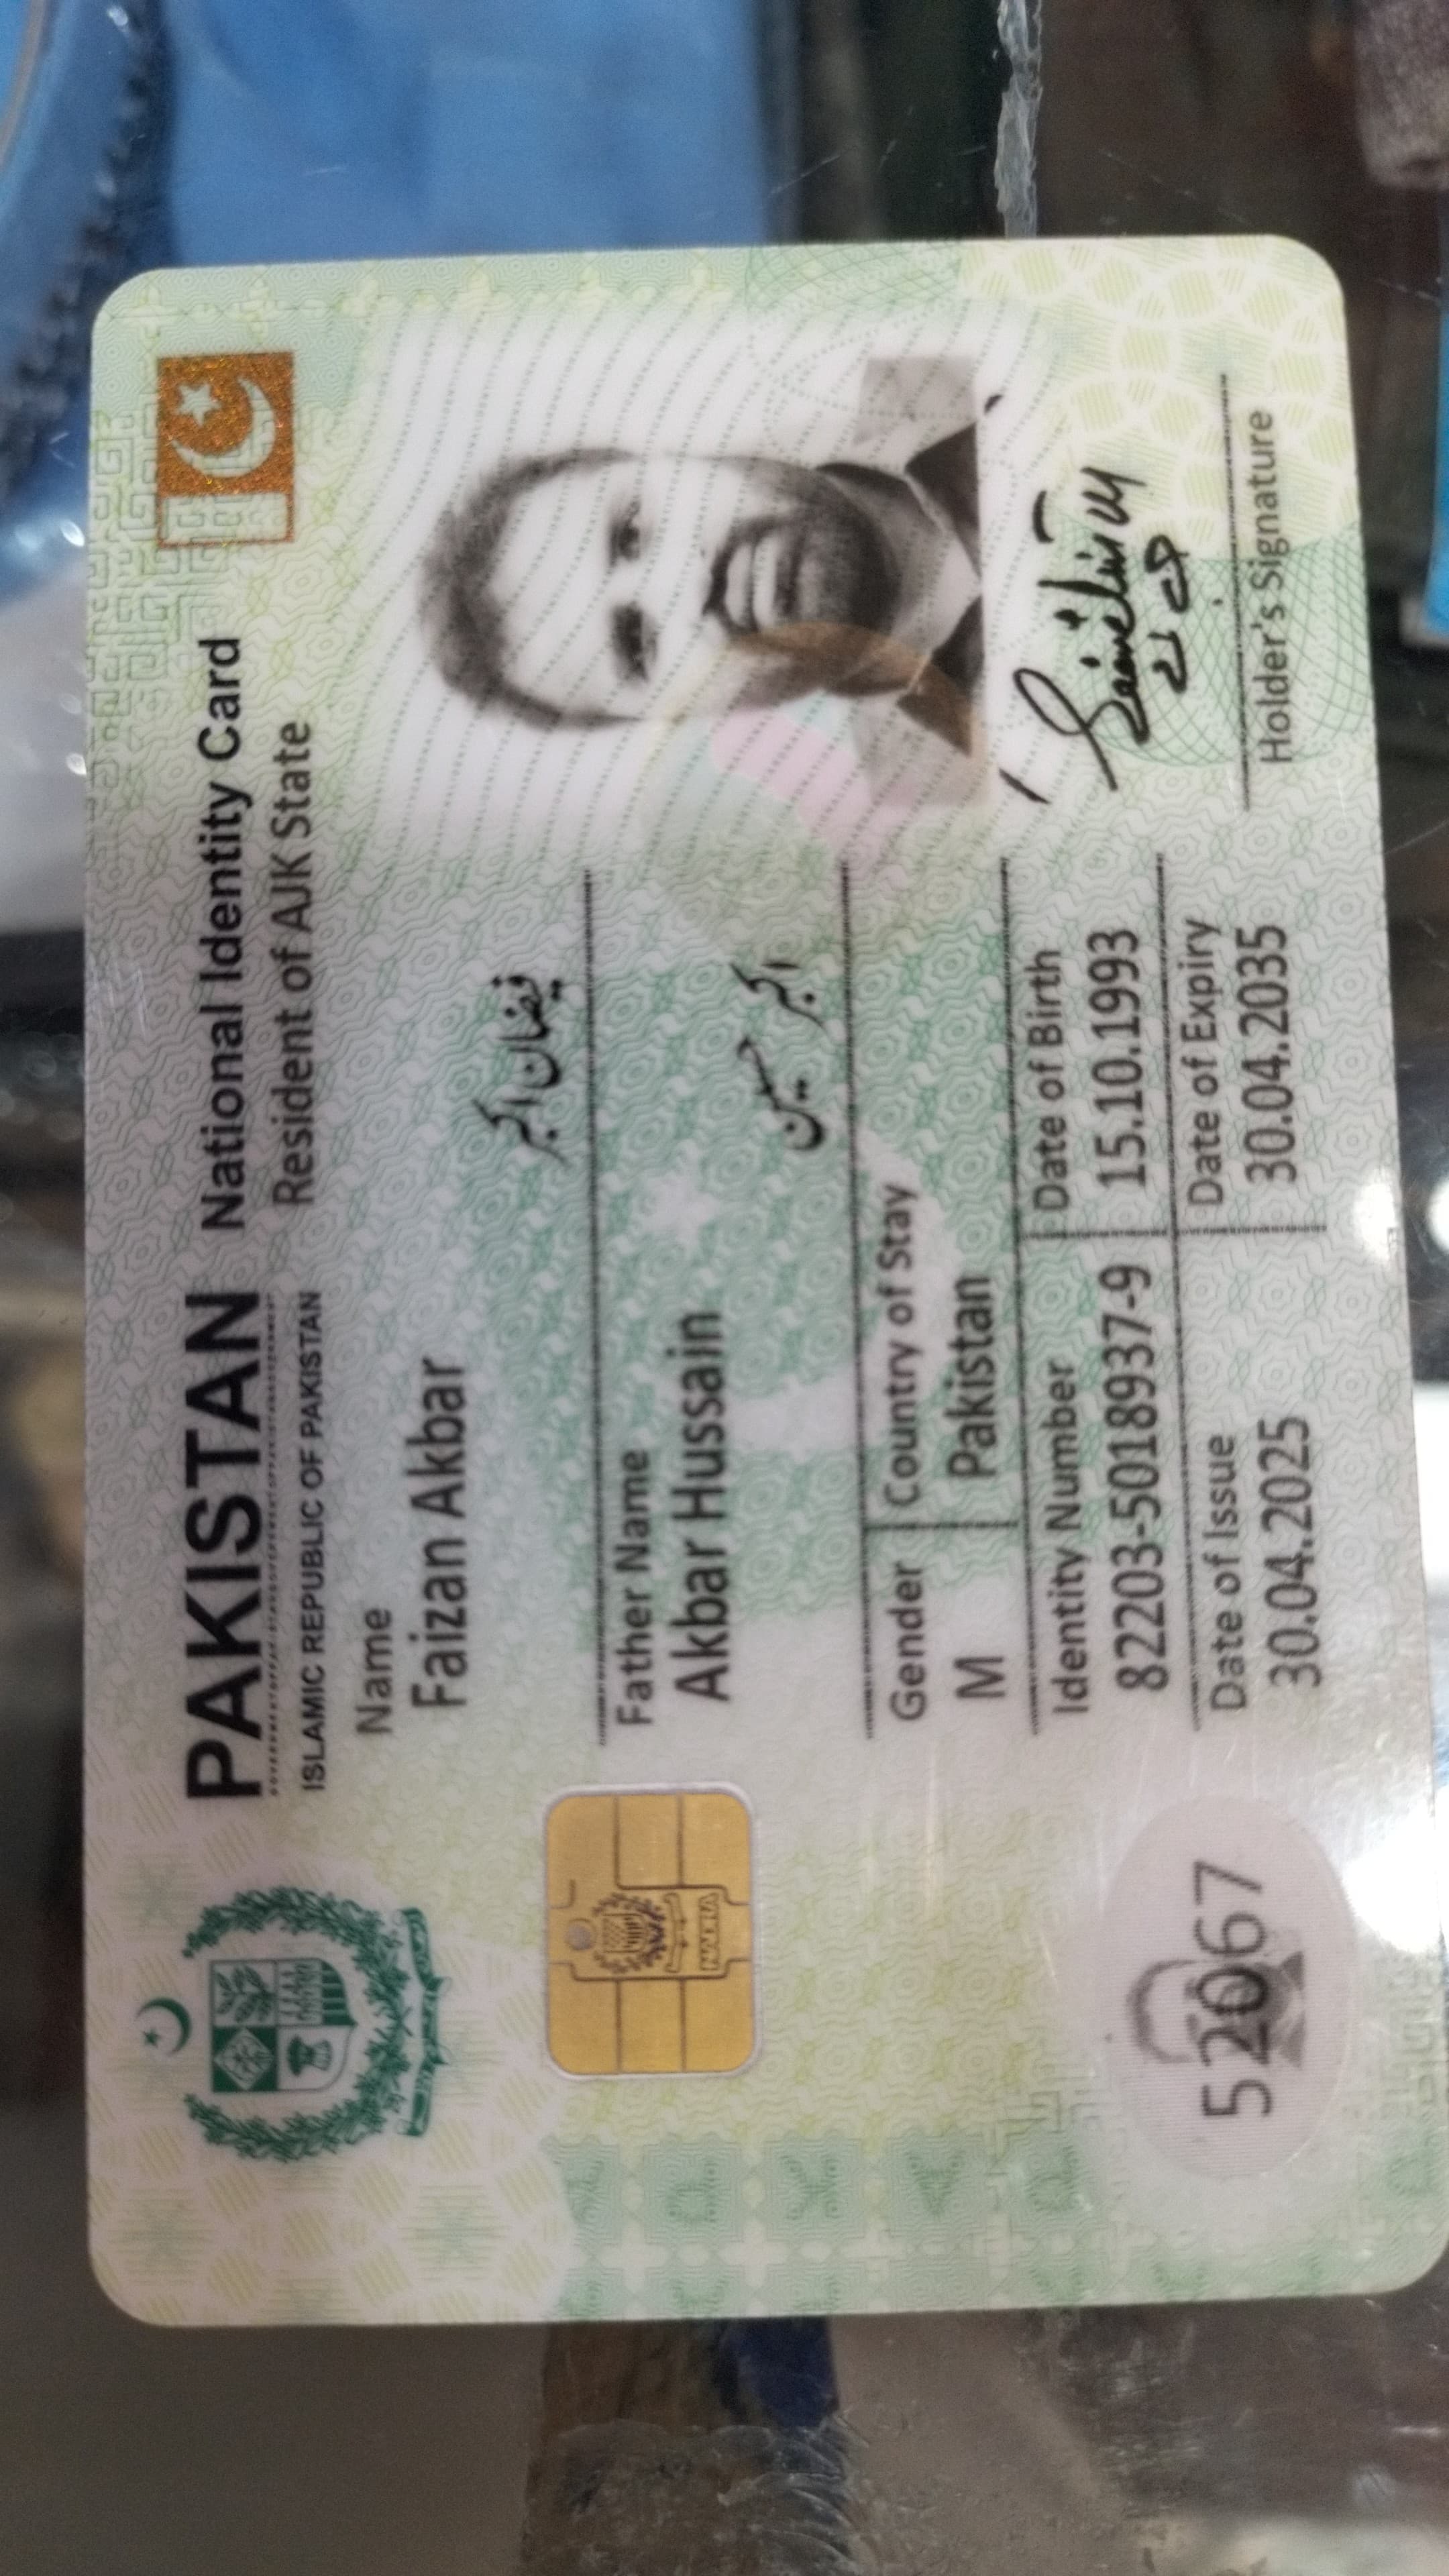 PAKISTAN
ISLAMIC REPUBLIC OF PAKISTAN
National Identity Card
Resident of AJK State
Name
Faizan Akbar
فیضان اکبر
Father Name
Akbar Hussain
اکبر حسین
Gender
M
Country of Stay
Pakistan
Identity Number
82203-5018937-9
Date of Birth
15.10.1993
Date of Issue
30.04.2025
Date of Expiry
30.04.2035
Holder's Signature
NADRA
52067